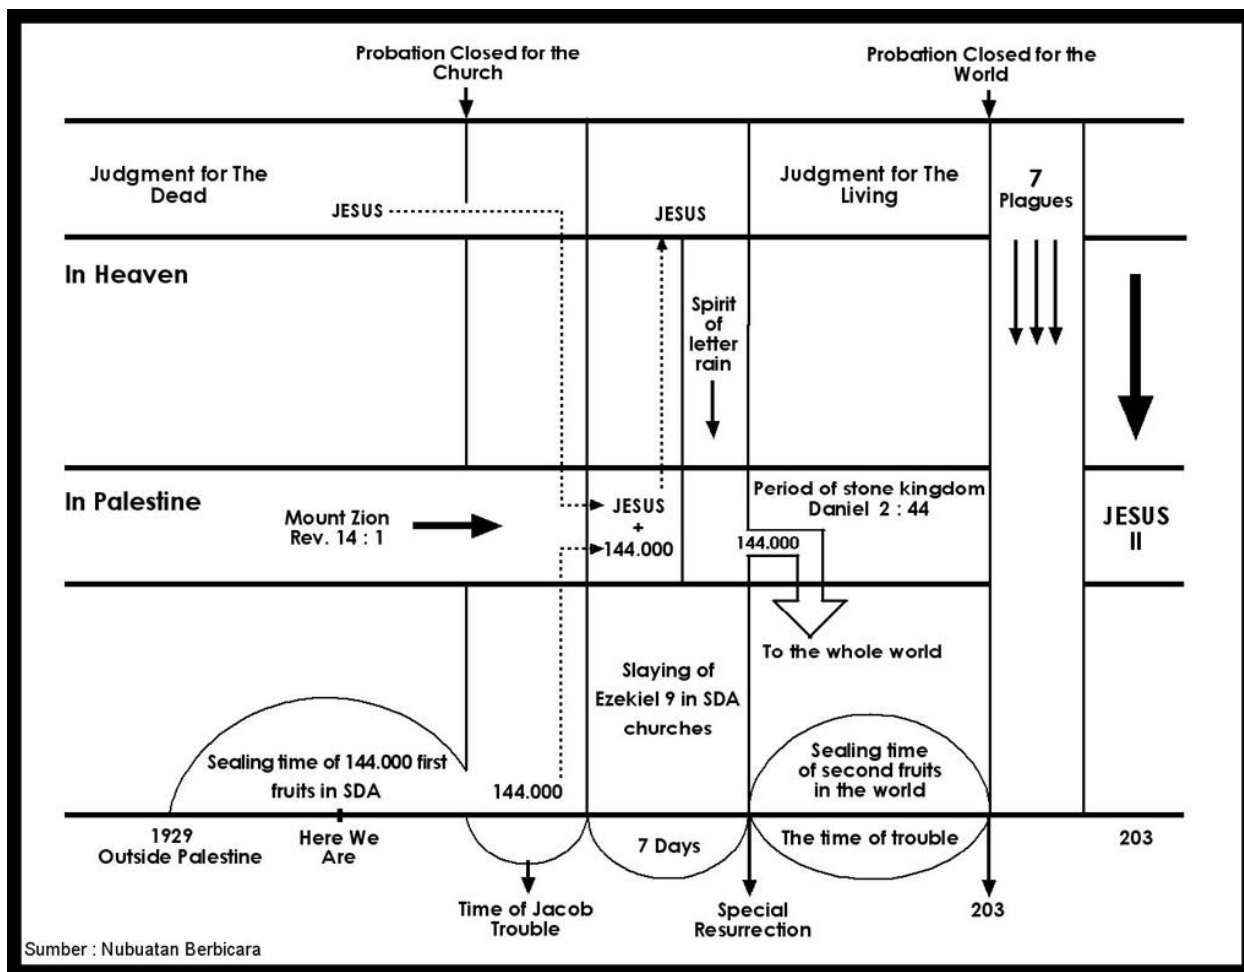 Probation Closed for the
Church
Probation Closed for the
World
Judgment for The
Dead
JESUS
JESUS
Judgment for The
Living
7
Plagues
In Heaven
Spirit
of
letter
rain
In Palestine
Mount Zion
Rev. 14 : 1
JESUS
+
144.000
Period of stone kingdom
Daniel 2 : 44
144.000
JESUS
II
To the whole world
Slaying of
Ezekiel 9 in SDA
churches
Sealing time of 144.000 first
fruits in SDA
144.000
Sealing time
of second fruits
in the world
1929
Outside Palestine
Here We
Are
7 Days
The time of trouble
203
Time of Jacob
Trouble
Special
Resurrection
203
Sumber : Nubuatan Berbicara